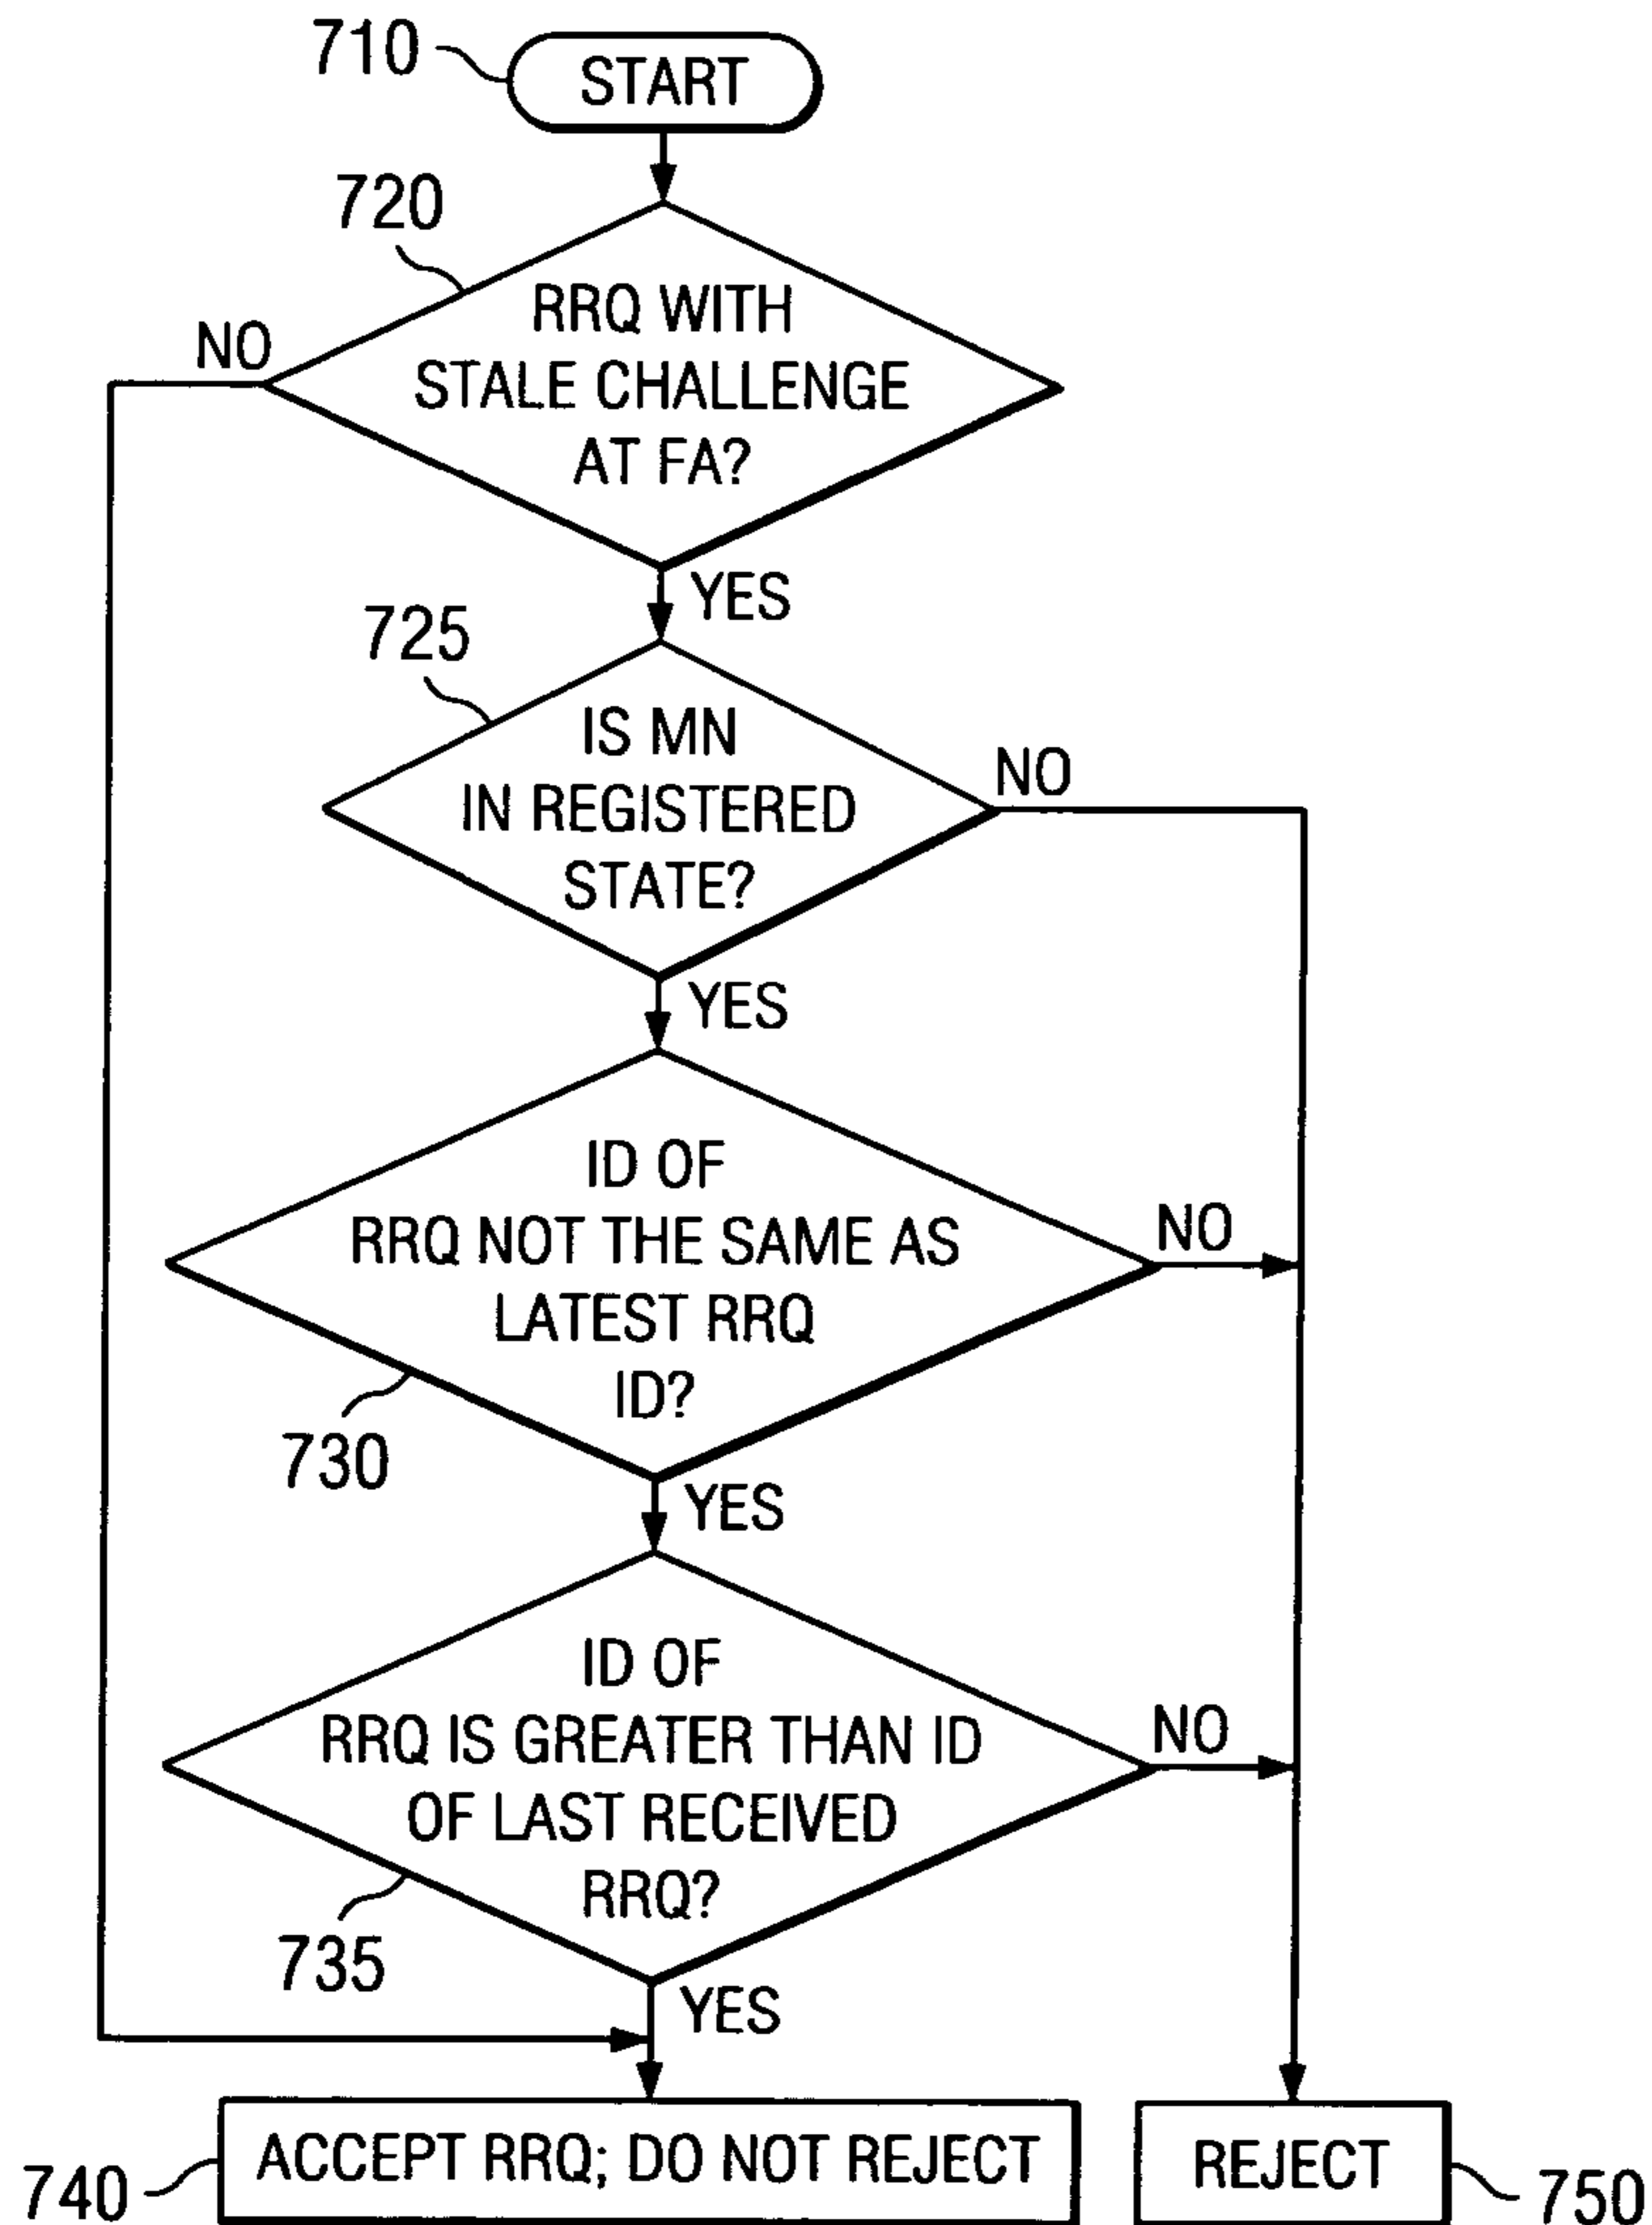 710
START
720
RRQ WITH
STALE CHALLENGE
AT FA?
NO
YES
725
IS MN
IN REGISTERED
STATE?
NO
YES
ID OF
RRQ NOT THE SAME AS
LATEST RRQ
ID?
NO
730
YES
ID OF
RRQ IS GREATER THAN ID
OF LAST RECEIVED
RRQ?
NO
735
YES
ACCEPT RRQ; DO NOT REJECT
740
REJECT
750